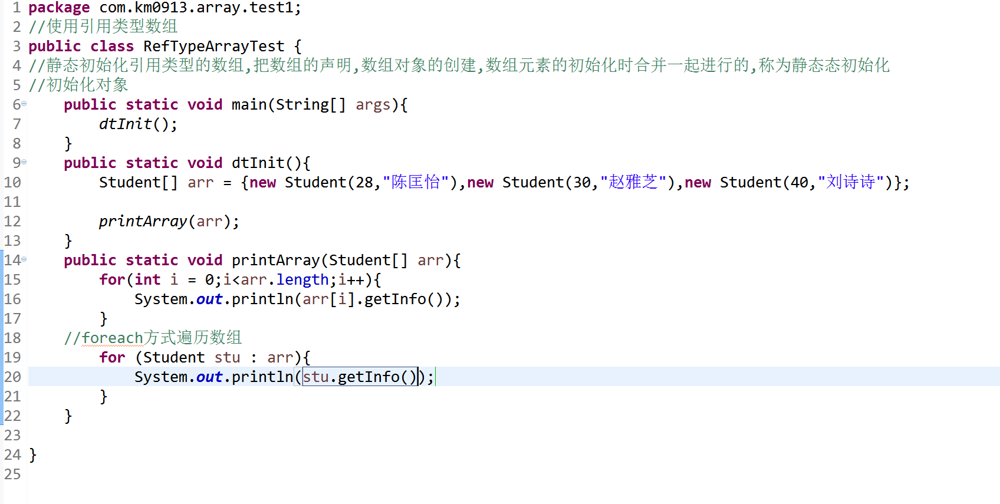 1 package com.km0913.array.test1;
2 //使用引用类型数组
3 public class RefTypeArrayTest {
4 //静态初始化引用类型的数组,把数组的声明,数组对象的创建,数组元素的初始化时合并一起进行的,称为静态态初始化
5 //初始化对象
6 public static void main(String[] args){
7 dtInit();
8 }
9 public static void dtInit(){
10 Student[] arr = {new Student(28,"陈匡怡"),new Student(30,"赵雅芝"),new Student(40,"刘诗诗")};
11
12 printArray(arr);
13 }
14 public static void printArray(Student[] arr){
15 for(int i = 0;i<arr.length;i++){
16 System.out.println(arr[i].getInfo());
17 }
18 //foreach方式遍历数组
19 for (Student stu : arr){
20 System.out.println(stu.getInfo());
21 }
22 }
23
24 }
25